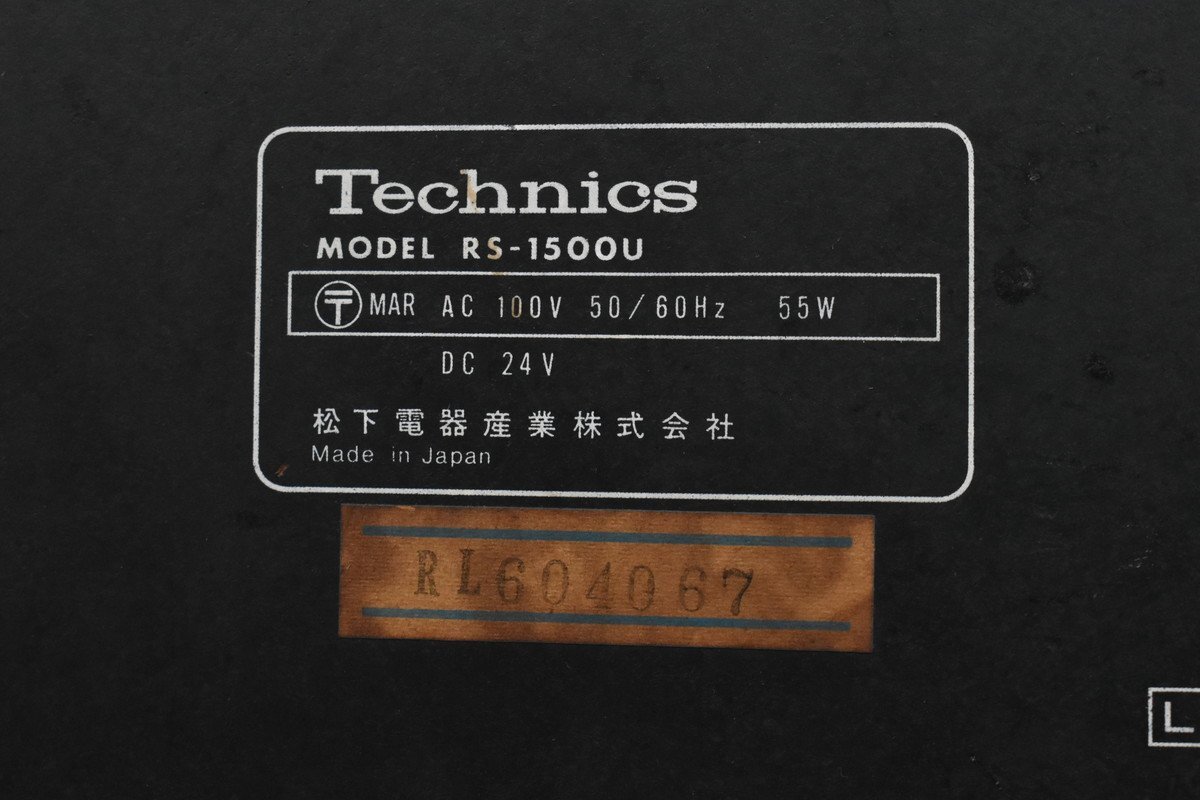 Technics
MODEL RS-1500U
〒 MAR AC 100V 50/60Hz 55W
DC 24V
松下電器産業株式会社
Made in Japan
RL604067
L